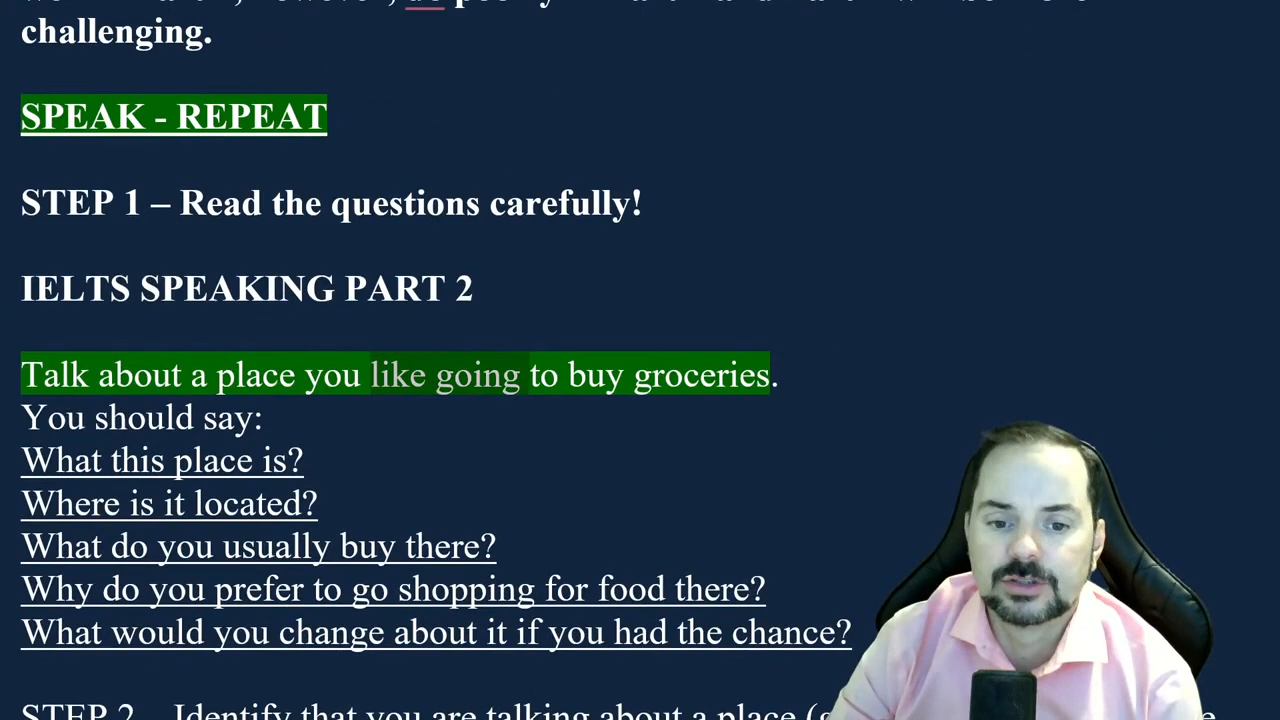 challenging.
SPEAK - REPEAT
STEP 1 – Read the questions carefully!
IELTS SPEAKING PART 2
Talk about a place you like going to buy groceries.
You should say:
What this place is?
Where is it located?
What do you usually buy there?
Why do you prefer to go shopping for food there?
What would you change about it if you had the chance?
STEP 2 – Identify that you are talking about a place